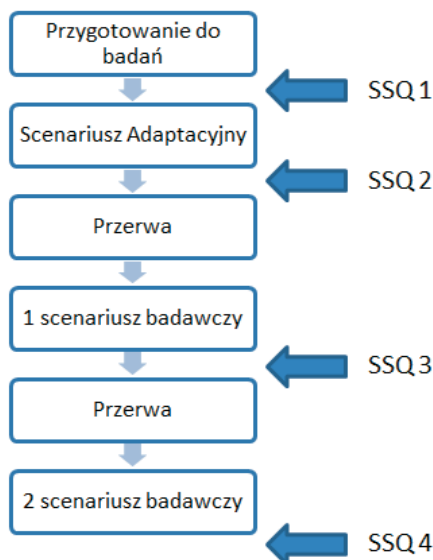 Przygotowanie do
badań
SSQ 1
Scenariusz Adaptacyjny
SSQ 2
Przerwa
1 scenariusz badawczy
SSQ 3
Przerwa
2 scenariusz badawczy
SSQ 4